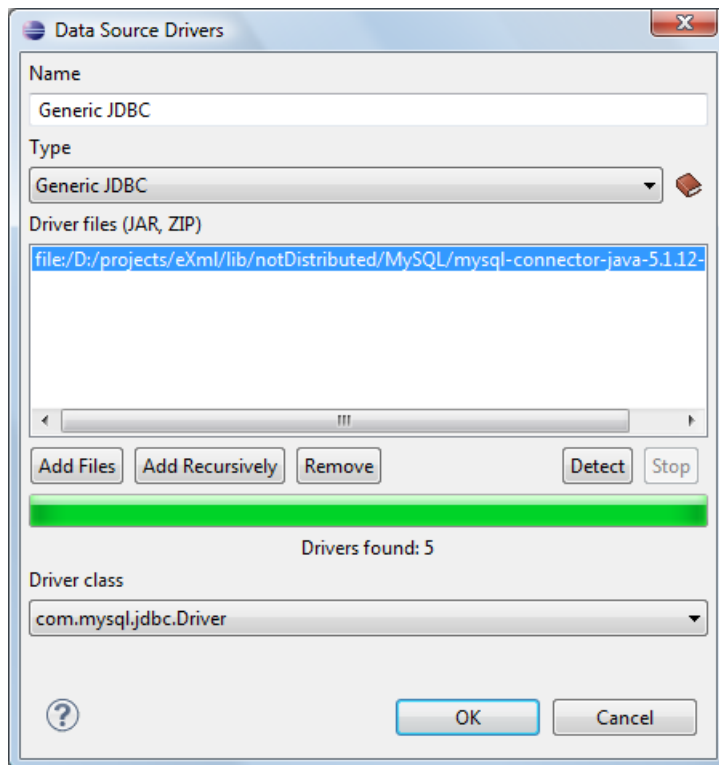 Data Source Drivers
Name
Generic JDBC
Type
Generic JDBC
Driver files (JAR, ZIP)
file:/D:/projects/eXml/lib/notDistributed/MySQL/mysql-connector-java-5.1.12-
Add Files Add Recursively Remove Detect Stop
Drivers found: 5
Driver class
com.mysql.jdbc.Driver
? OK Cancel